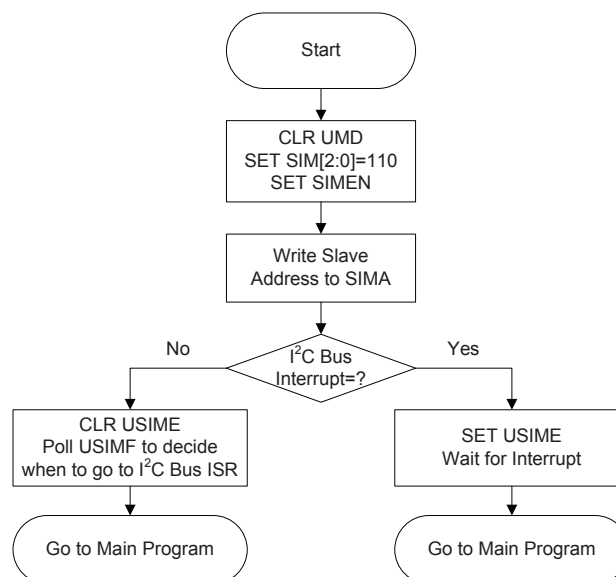 Start
CLR UMD
SET SIM[2:0]=110
SET SIMEN
Write Slave
Address to SIMA
No
I²C Bus
Interrupt=?
Yes
CLR USIME
Poll USIMF to decide
when to go to I²C Bus ISR
SET USIME
Wait for Interrupt
Go to Main Program
Go to Main Program